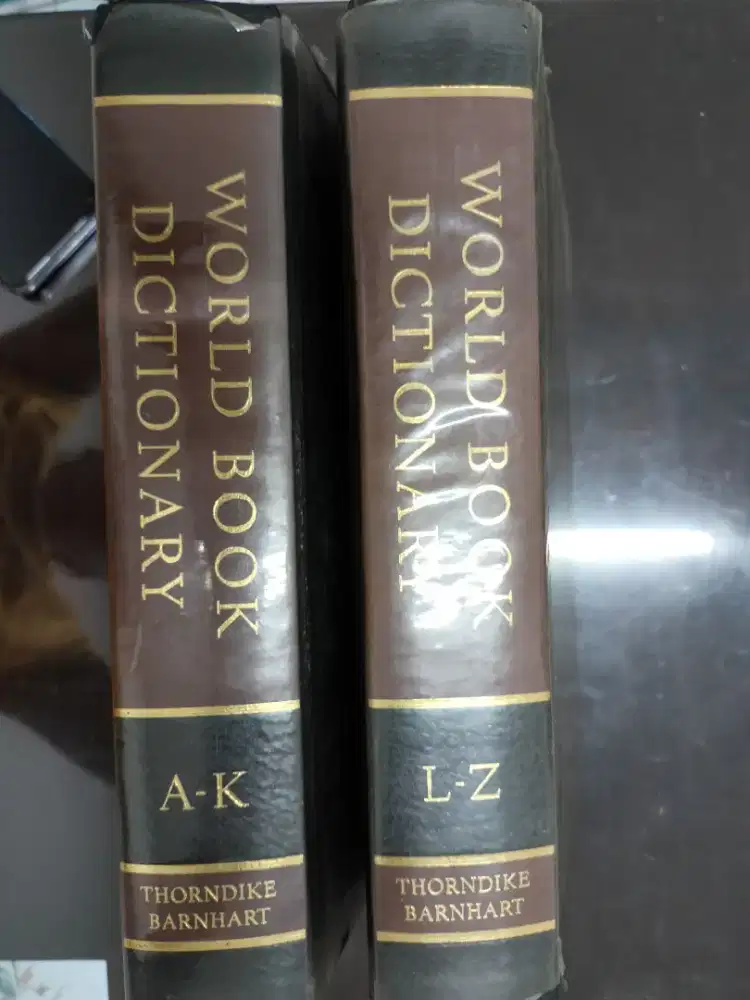 WORLD BOOK
DICTIONARY
A-K
THORNDIKE
BARNHART
WORLD BOOK
DICTIONARY
L-Z
THORNDIKE
BARNHART